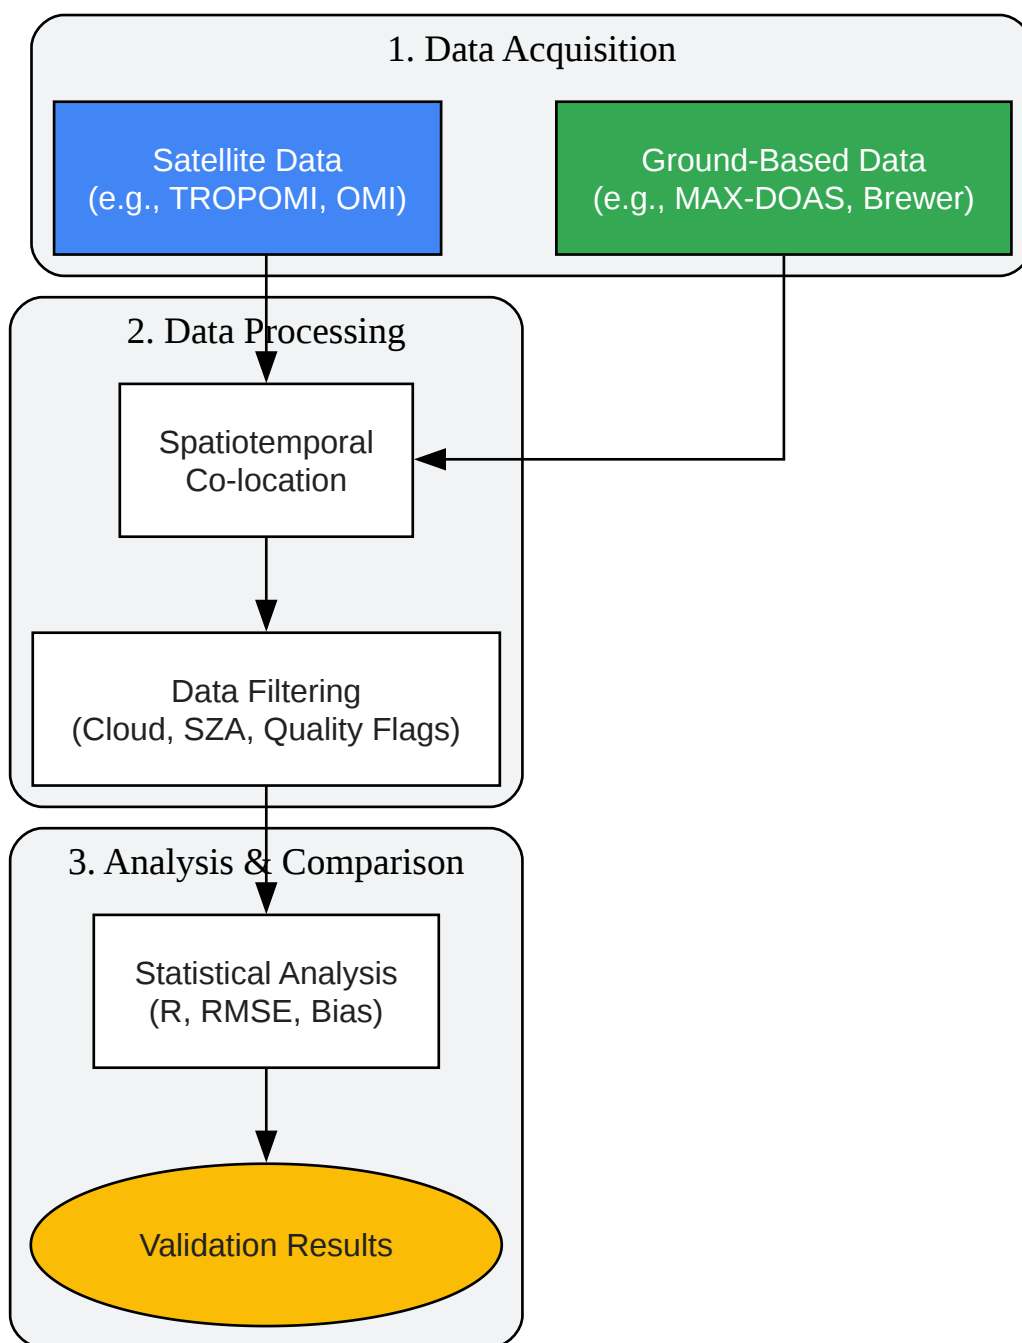 1. Data Acquisition
Satellite Data
(e.g., TROPOMI, OMI)
Ground-Based Data
(e.g., MAX-DOAS, Brewer)
2. Data Processing
Spatiotemporal
Co-location
Data Filtering
(Cloud, SZA, Quality Flags)
3. Analysis & Comparison
Statistical Analysis
(R, RMSE, Bias)
Validation Results